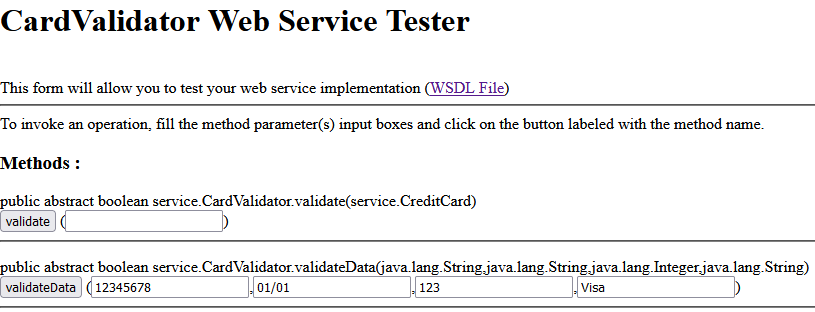 CardValidator Web Service Tester
This form will allow you to test your web service implementation (WSDL File)
To invoke an operation, fill the method parameter(s) input boxes and click on the button labeled with the method name.
Methods :
public abstract boolean service.CardValidator.validate(service.CreditCard)
validate ( )
public abstract boolean service.CardValidator.validateData(java.lang.String,java.lang.String,java.lang.Integer,java.lang.String)
validateData (12345678 ,01/01 ,123 ,Visa )